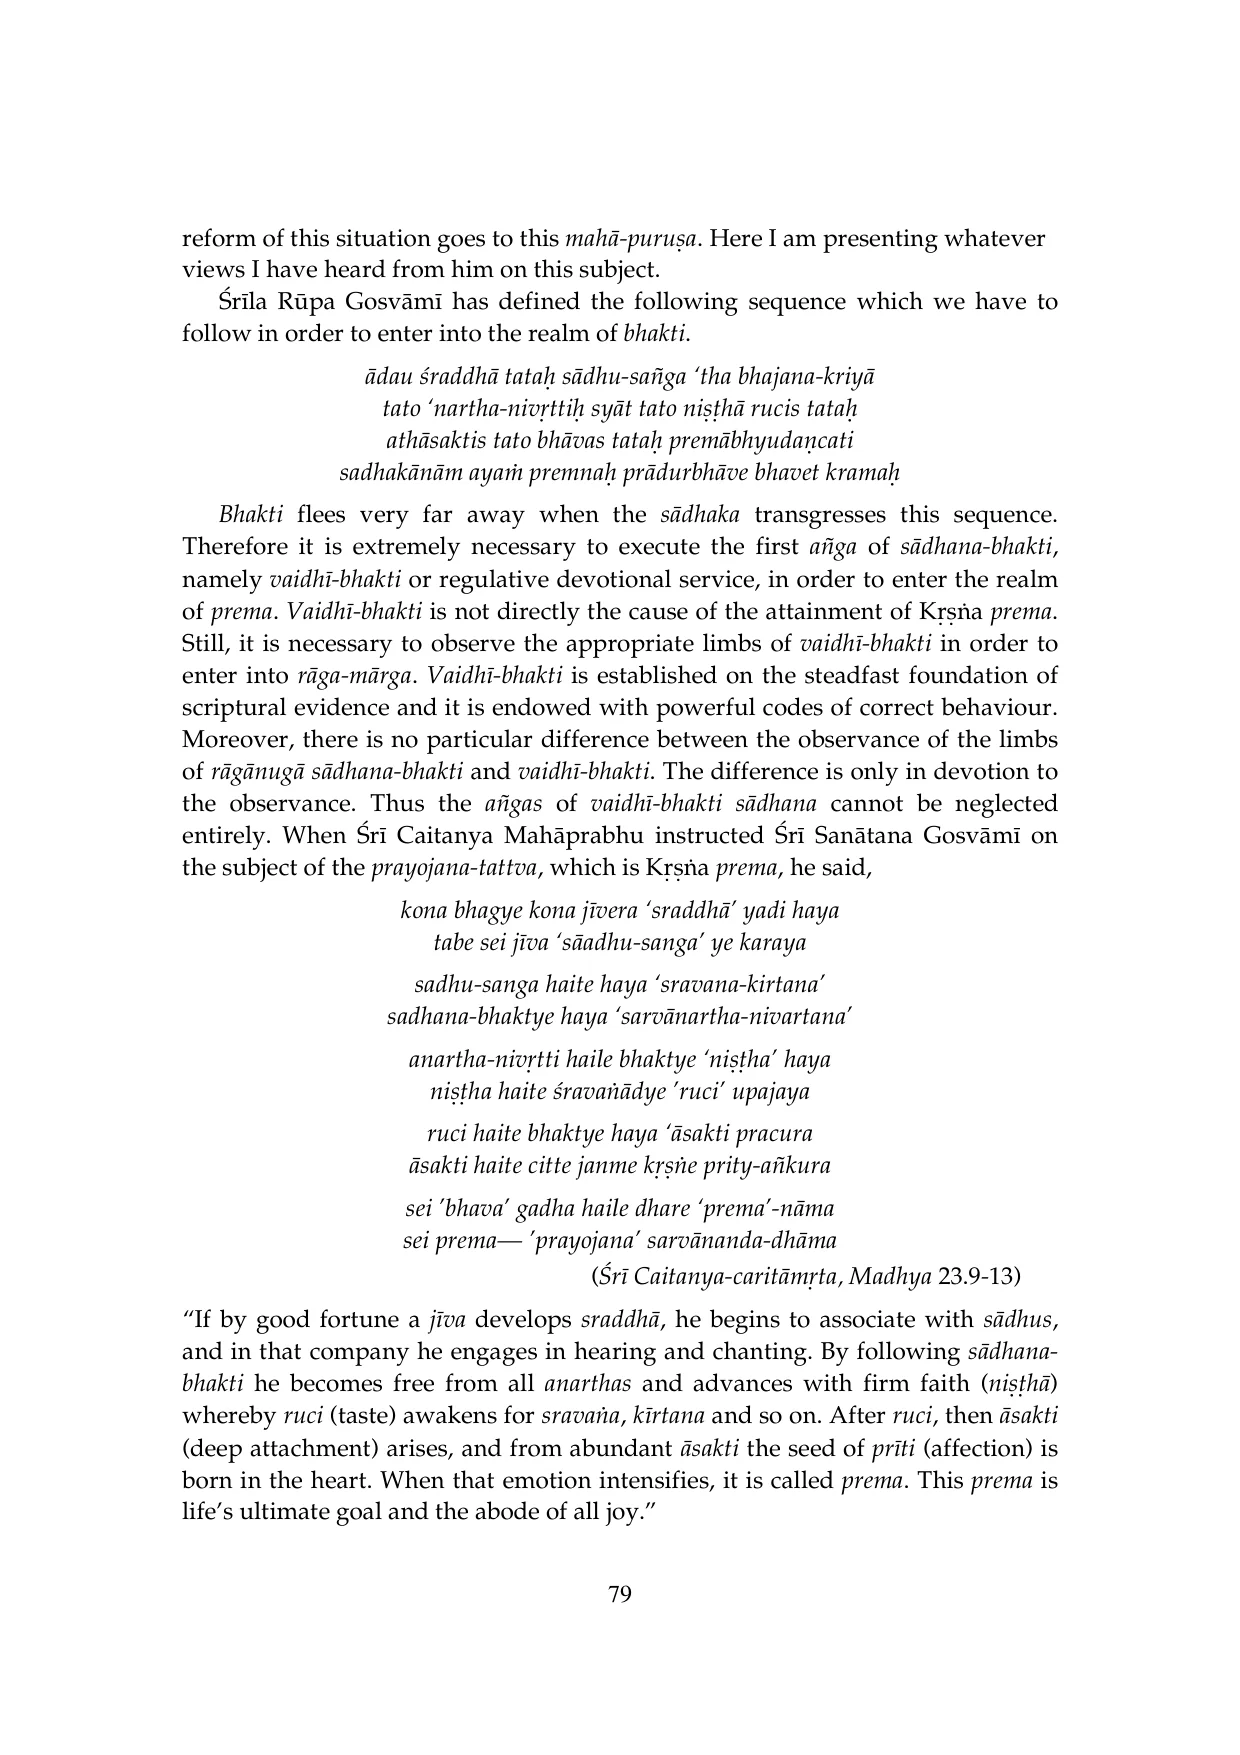 reform of this situation goes to this mahā-puruṣa. Here I am presenting whatever
views I have heard from him on this subject.
Śrīla Rūpa Gosvāmī has defined the following sequence which we have to
follow in order to enter into the realm of bhakti.
ādau śraddhā tataḥ sādhu-sañga ‘tha bhajana-kriyā
tato ‘nartha-nivṛttiḥ syāt tato niṣṭhā rucis tataḥ
athāsaktis tato bhāvas tataḥ premābhyudaṇcati
sadhakānām ayaṁ premnaḥ prādurbhāve bhavet kramaḥ
Bhakti flees very far away when the sādhaka transgresses this sequence.
Therefore it is extremely necessary to execute the first añga of sādhana-bhakti,
namely vaidhī-bhakti or regulative devotional service, in order to enter the realm
of prema. Vaidhī-bhakti is not directly the cause of the attainment of Kṛṣṅa prema.
Still, it is necessary to observe the appropriate limbs of vaidhī-bhakti in order to
enter into rāga-mārga. Vaidhī-bhakti is established on the steadfast foundation of
scriptural evidence and it is endowed with powerful codes of correct behaviour.
Moreover, there is no particular difference between the observance of the limbs
of rāgānugā sādhana-bhakti and vaidhī-bhakti. The difference is only in devotion to
the observance. Thus the añgas of vaidhī-bhakti sādhana cannot be neglected
entirely. When Śrī Caitanya Mahāprabhu instructed Śrī Sanātana Gosvāmī on
the subject of the prayojana-tattva, which is Kṛṣṅa prema, he said,
kona bhagye kona jīvera ‘sraddhā’ yadi haya
tabe sei jīva ‘sāadhu-sanga’ ye karaya
sadhu-sanga haite haya ‘sravana-kirtana’
sadhana-bhaktye haya ‘sarvānartha-nivartana’
anartha-nivṛtti haile bhaktye ‘niṣṭha’ haya
niṣṭha haite śravaṅādye ’ruci’ upajaya
ruci haite bhaktye haya ‘āsakti pracura
āsakti haite citte janme kṛṣṅe prity-añkura
sei ’bhava’ gadha haile dhare ‘prema’-nāma
sei prema— ’prayojana’ sarvānanda-dhāma
(Śrī Caitanya-caritāmṛta, Madhya 23.9-13)
“If by good fortune a jīva develops sraddhā, he begins to associate with sādhus,
and in that company he engages in hearing and chanting. By following sādhana-
bhakti he becomes free from all anarthas and advances with firm faith (niṣṭhā)
whereby ruci (taste) awakens for sravaṅa, kīrtana and so on. After ruci, then āsakti
(deep attachment) arises, and from abundant āsakti the seed of prīti (affection) is
born in the heart. When that emotion intensifies, it is called prema. This prema is
life’s ultimate goal and the abode of all joy.”
79